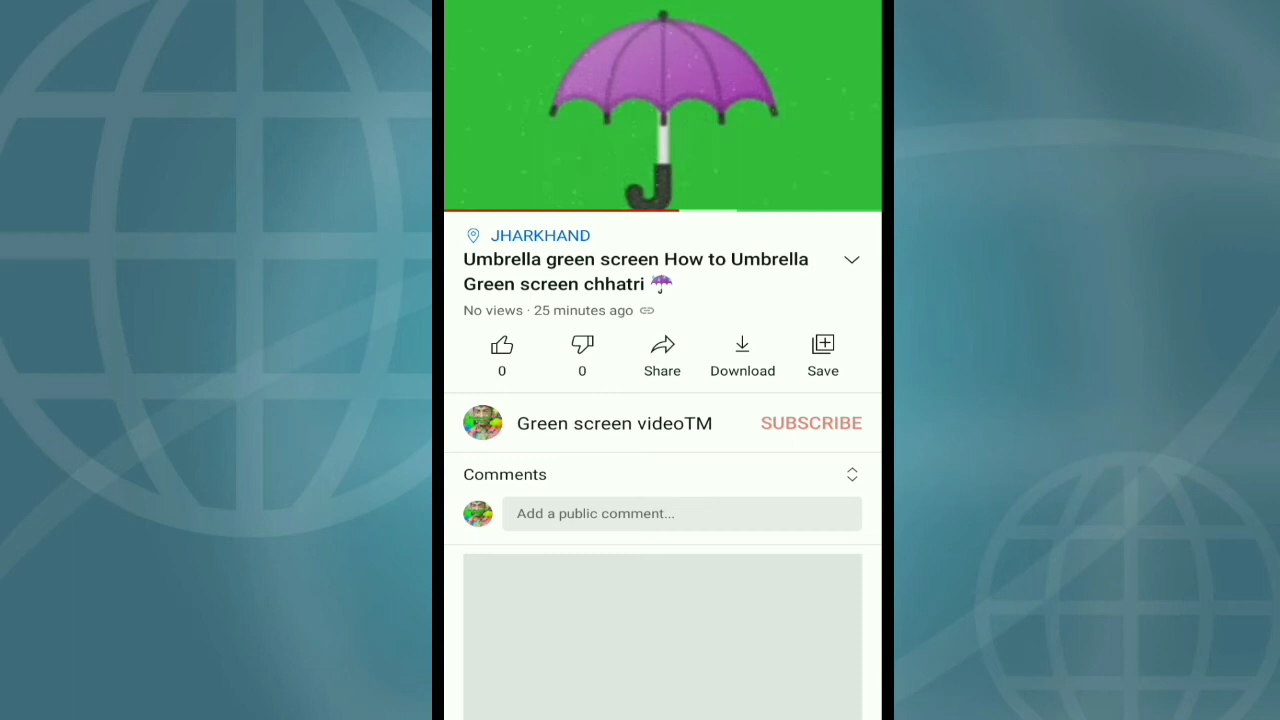 JHARKHAND
Umbrella green screen How to Umbrella
Green screen chhatri ☔
No views · 25 minutes ago
0
0
Share
Download
Save
Green screen videoTM
SUBSCRIBE
Comments
Add a public comment...